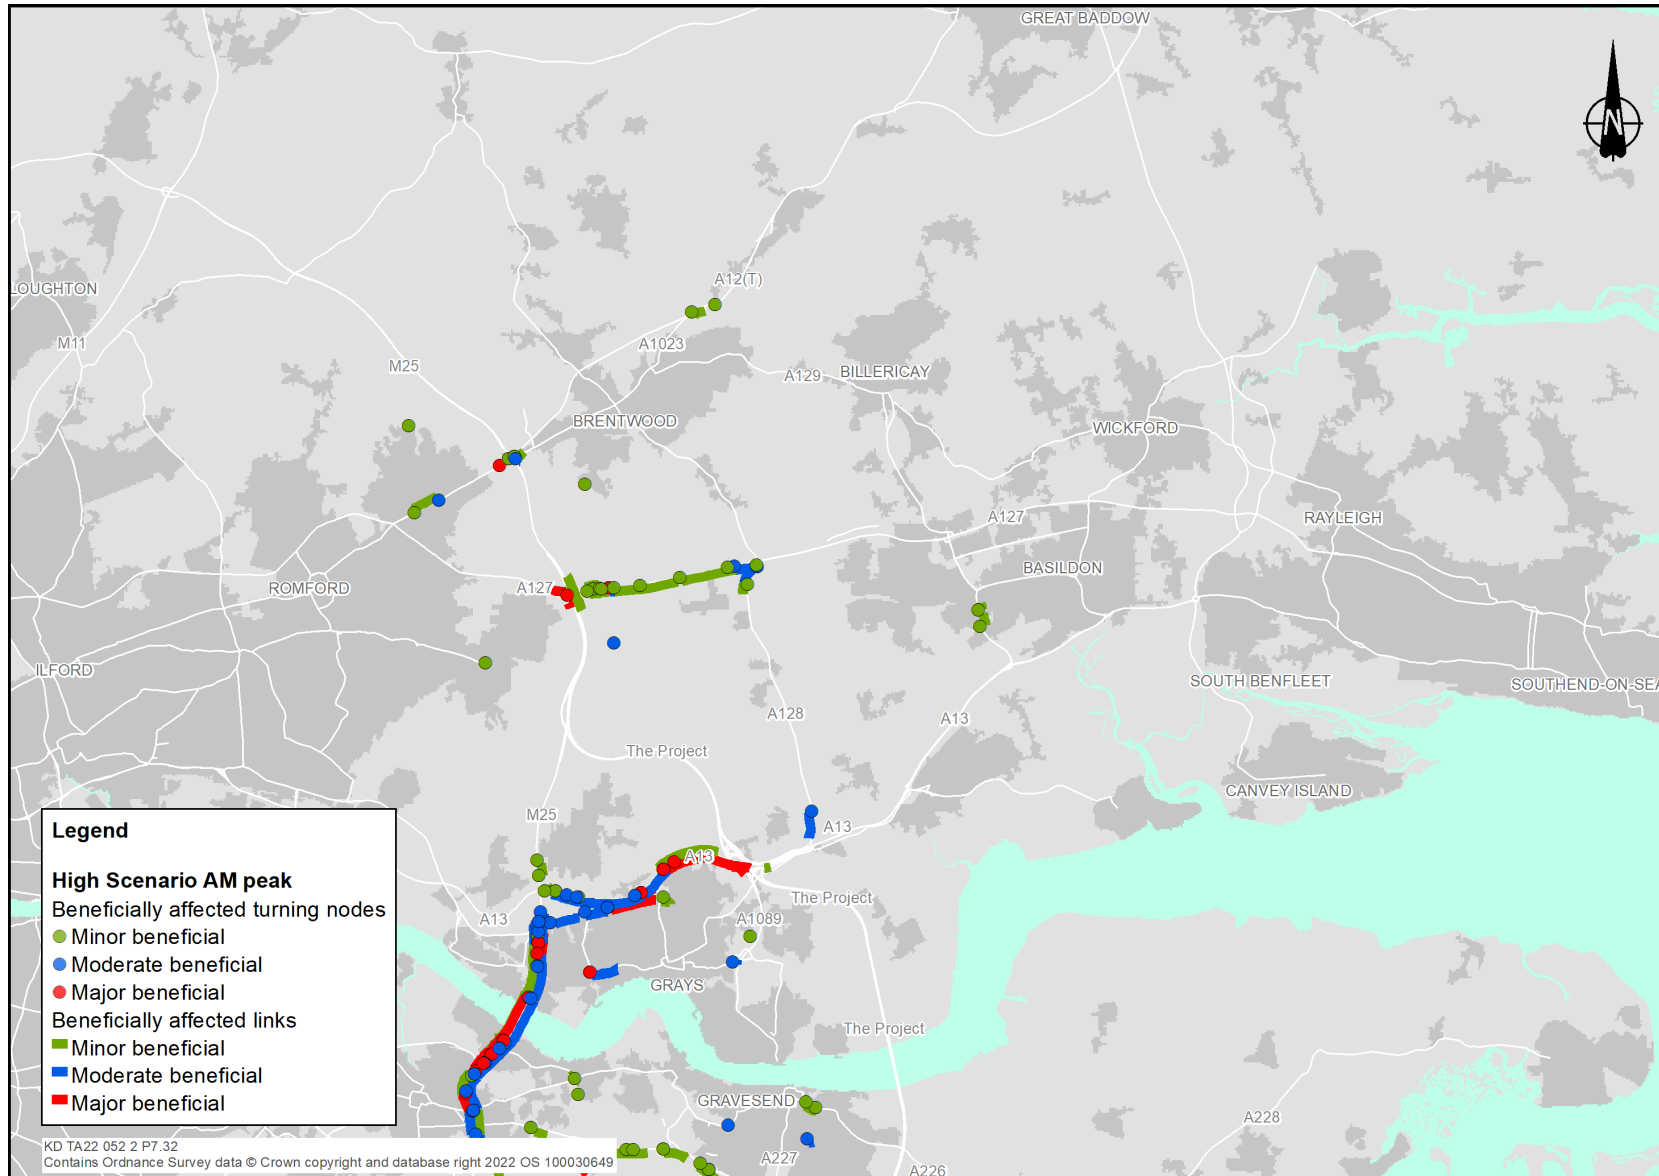 GREAT BADDOW
N
A12(T)
LOUGHTON
M11
A1023
M25
A129
BILLERICAY
BRENTWOOD
WICKFORD
A127
RAYLEIGH
BASILDON
A127
ROMFORD
ILFORD
SOUTH BENFLEET
SOUTHEND-ON-SEA
A128
A13
The Project
CANVEY ISLAND
M25
A13
A13
The Project
A13
A1089
GRAYS
The Project
GRAVESEND
A228
A227
A226
Legend
High Scenario AM peak
Beneficially affected turning nodes
Minor beneficial
Moderate beneficial
Major beneficial
Beneficially affected links
Minor beneficial
Moderate beneficial
Major beneficial
KD TA22 052 2 P7.32
Contains Ordnance Survey data © Crown copyright and database right 2022 OS 100030649